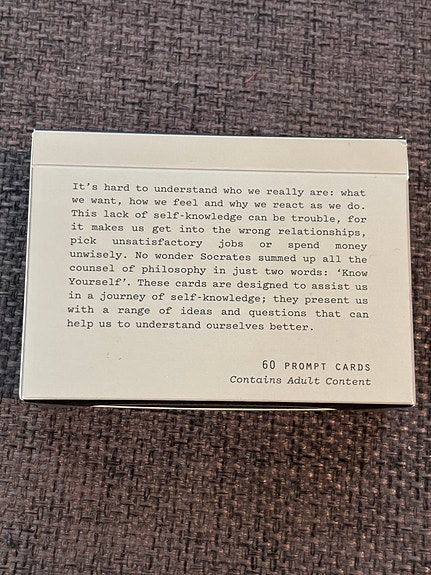 It's hard to understand who we really are: what
we want, how we feel and why we react as we do.
This lack of self-knowledge can be trouble, for
it makes us get into the wrong relationships,
pick unsatisfactory jobs or spend money
unwisely. No wonder Socrates summed up all the
counsel of philosophy in just two words: ‘Know
Yourself’. These cards are designed to assist us
in a journey of self-knowledge; they present us
with a range of ideas and questions that can
help us to understand ourselves better.
60 PROMPT CARDS
Contains Adult Content